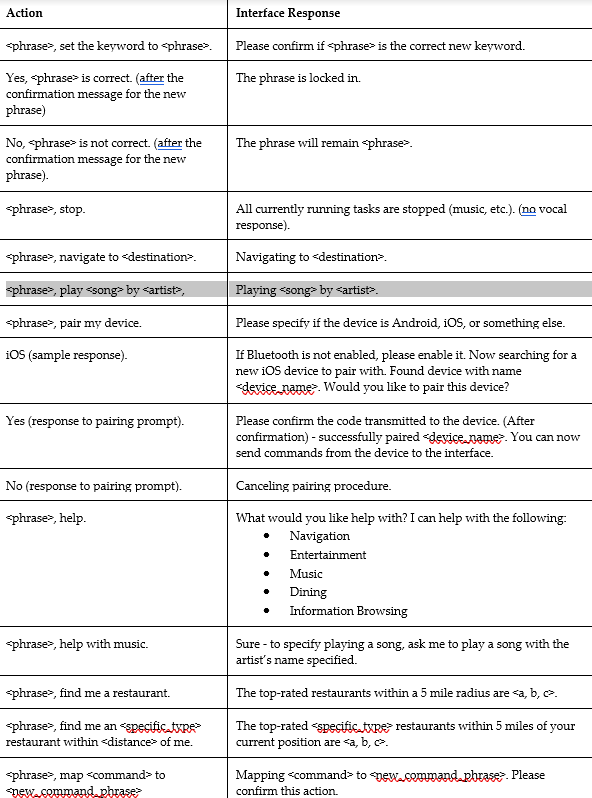 Action
Interface Response
<phrase>, set the keyword to <phrase>.
Please confirm if <phrase> is the correct new keyword.
Yes, <phrase> is correct. (after the
confirmation message for the new
phrase)
The phrase is locked in.
No, <phrase> is not correct. (after the
confirmation message for the new
phrase).
The phrase will remain <phrase>.
<phrase>, stop.
All currently running tasks are stopped (music, etc.). (no vocal
response).
<phrase>, navigate to <destination>.
Navigating to <destination>.
<phrase>, play <song> by <artist>,
Playing <song> by <artist>.
<phrase>, pair my device.
Please specify if the device is Android, iOS, or something else.
iOS (sample response).
If Bluetooth is not enabled, please enable it. Now searching for a
new iOS device to pair with. Found device with name
<device_name>. Would you like to pair this device?
Yes (response to pairing prompt).
Please confirm the code transmitted to the device. (After
confirmation) - successfully paired <device_name>. You can now
send commands from the device to the interface.
No (response to pairing prompt).
Canceling pairing procedure.
<phrase>, help.
What would you like help with? I can help with the following:
• Navigation
• Entertainment
• Music
• Dining
• Information Browsing
<phrase>, help with music.
Sure - to specify playing a song, ask me to play a song with the
artist's name specified.
<phrase>, find me a restaurant.
The top-rated restaurants within a 5 mile radius are <a, b, c>.
<phrase>, find me an <specific_type>
restaurant within <distance> of me.
The top-rated <specific_type> restaurants within 5 miles of your
current position are <a, b, c>.
<phrase>, map <command> to
<new_command_phrase>
Mapping <command> to <new_command_phrase>. Please
confirm this action.